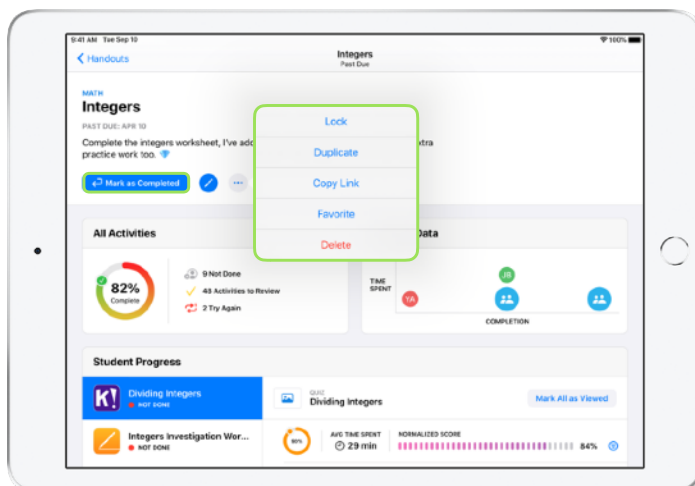 9:41 AM Tue Sep 10
100%
Handouts
Integers
Past Due
MATH
Integers
PAST DUE: APR 10
Complete the integers worksheet, I've add
xtra
practice work too.
Mark as Completed
Lock
Duplicate
Copy Link
Favorite
Delete
All Activities
Data
82%
Complete
9 Not Done
48 Activities to Review
2 Try Again
TIME
SPENT
YA
JB
COMPLETION
Student Progress
K!
Dividing Integers
NOT DONE
QUIZ
Dividing Integers
Mark All as Viewed
Integers Investigation Wor...
NOT DONE
AVG TIME SPENT
29 min
NORMALIZED SCORE
84%